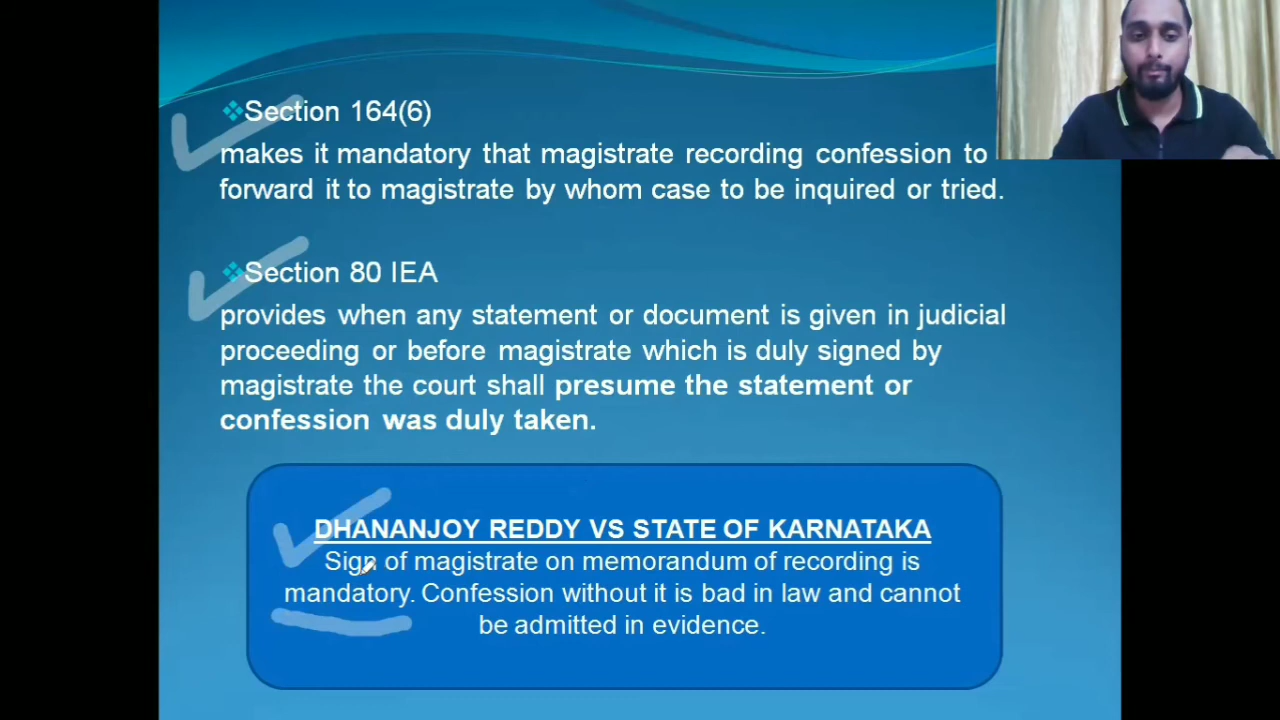 Section 164(6)
makes it mandatory that magistrate recording confession to
forward it to magistrate by whom case to be inquired or tried.
Section 80 IEA
provides when any statement or document is given in judicial
proceeding or before magistrate which is duly signed by
magistrate the court shall presume the statement or
confession was duly taken.
DHANANJOY REDDY VS STATE OF KARNATAKA
Sign of magistrate on memorandum of recording is
mandatory. Confession without it is bad in law and cannot
be admitted in evidence.